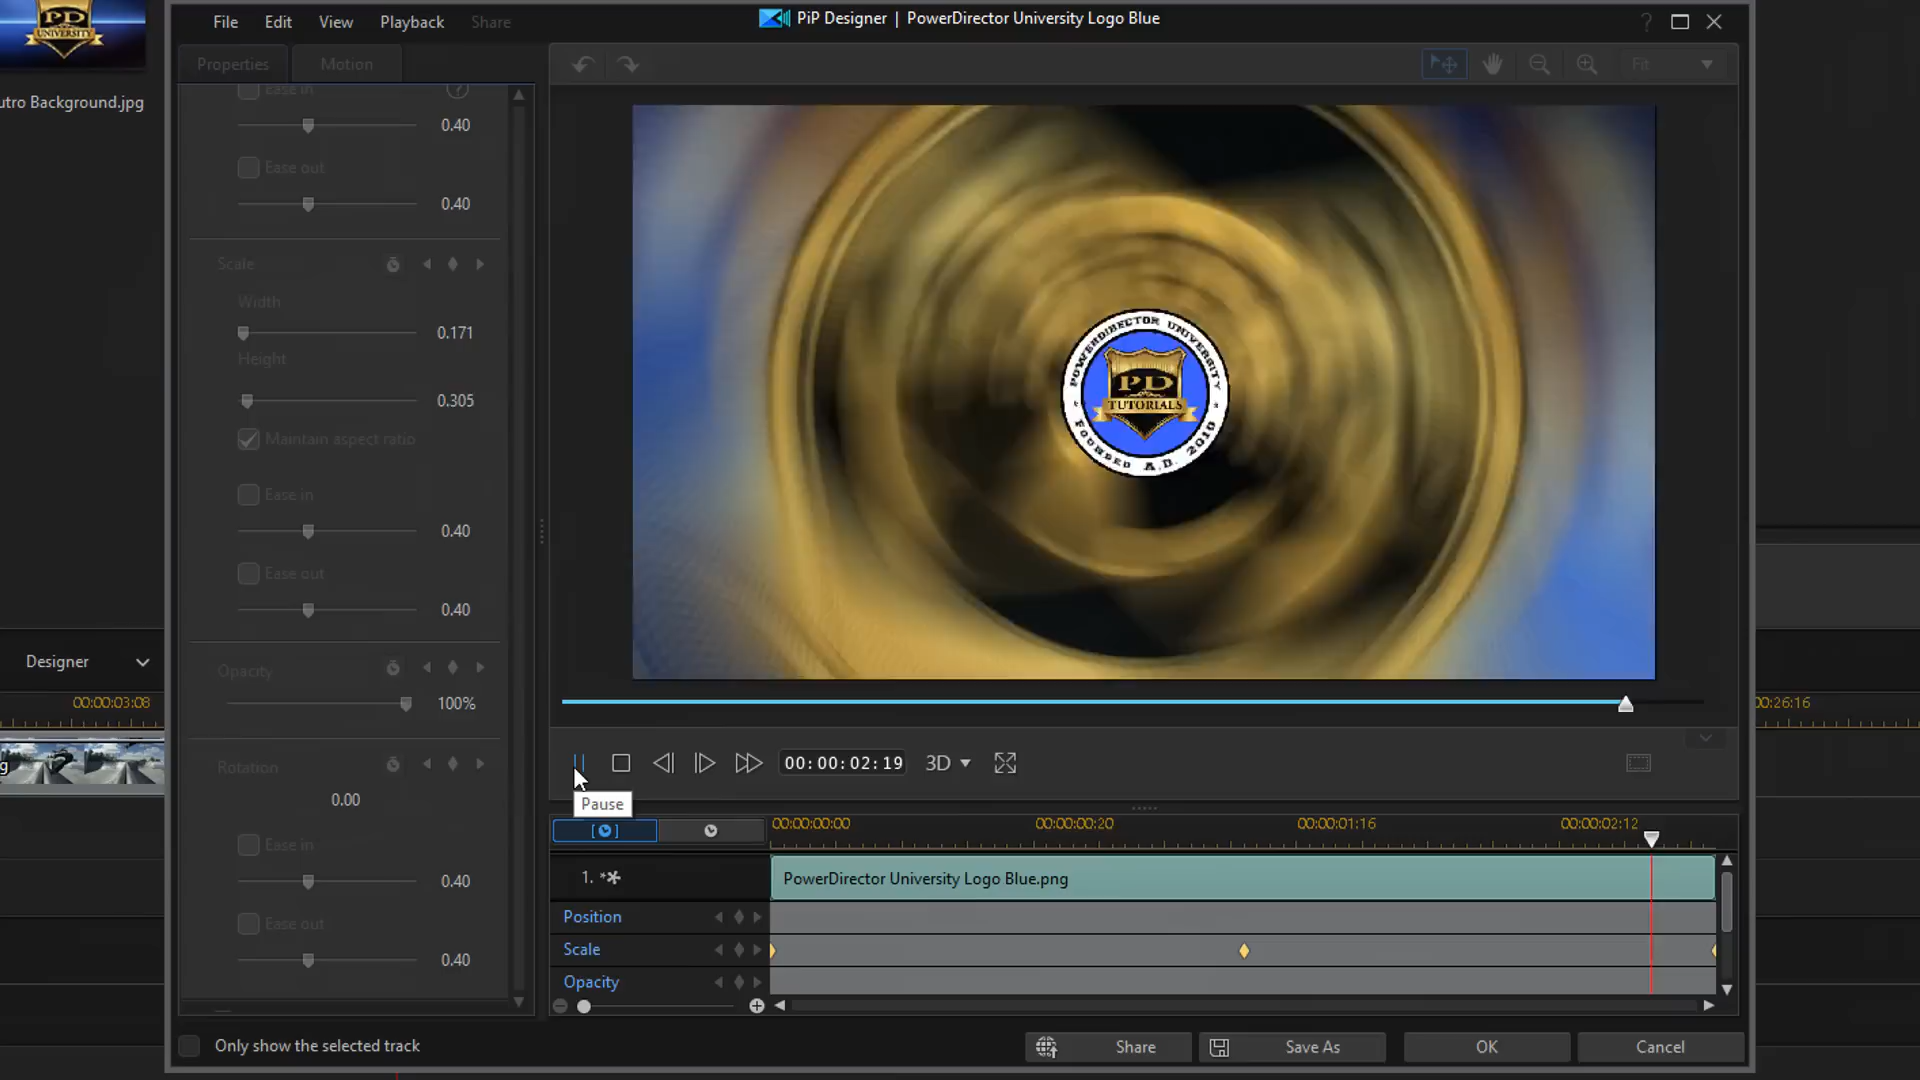 File Edit View Playback Share
PiP Designer | PowerDirector University Logo Blue
?
UNIVERSITY
Properties Motion
Fit
utro Background.jpg
Ease in
0.40
Ease out
0.40
Scale
Width
0.171
Height
0.305
Maintain aspect ratio
Ease in
0.40
Ease out
0.40
Opacity
100%
Rotation
0.00
Ease in
0.40
Ease out
0.40
POWERDIRECTOR UNIVERSITY
PD
TUTORIALS
FOUNDED A.D. 2010
Designer
00:00:03:08
00:26:16
00:00:02:19
3D
Pause
00:00:00:00 00:00:00:20 00:00:01:16 00:00:02:12
1. PowerDirector University Logo Blue.png
Position
Scale
Opacity
Only show the selected track
Share Save As OK Cancel